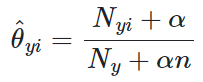 θ̂_yi = (N_yi + α) / (N_y + αn)